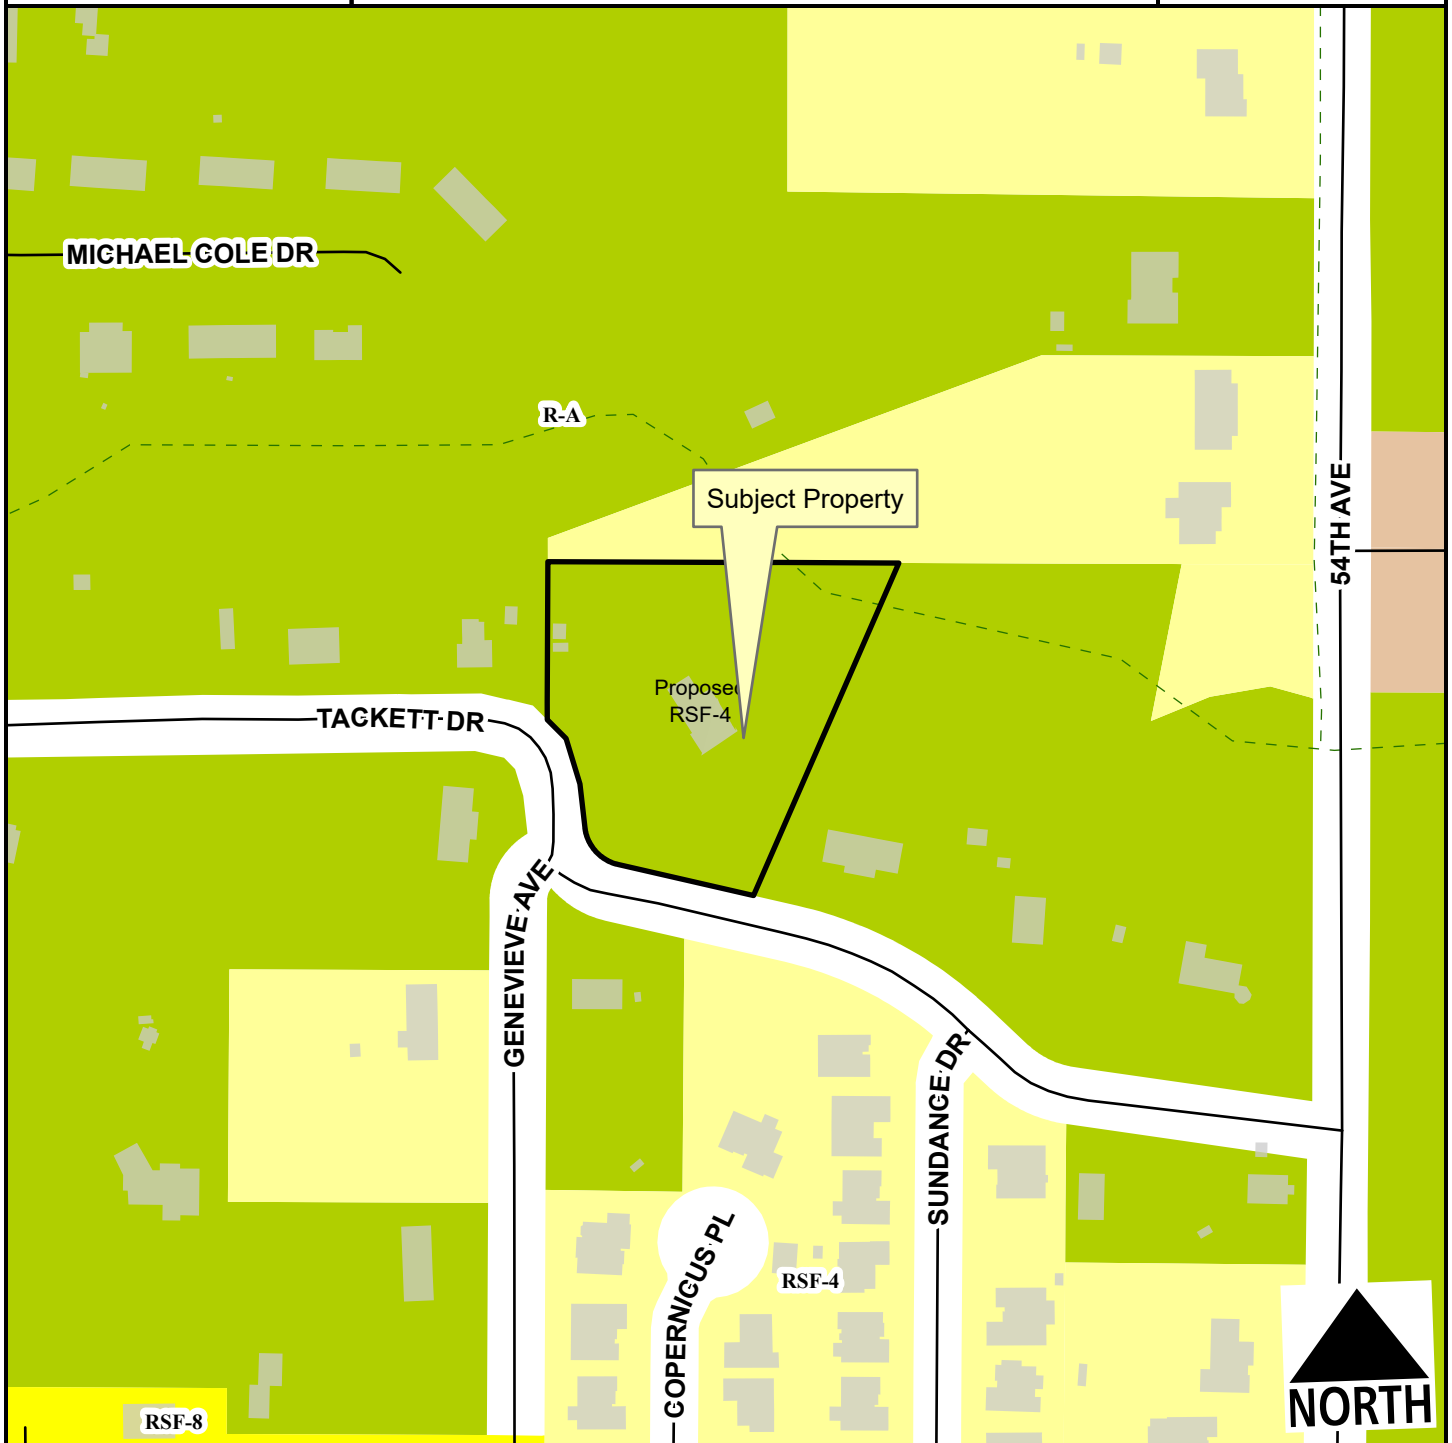 MICHAEL COLE DR
R-A
Subject Property
54TH AVE
Proposed
RSF-4
TACKETT DR
GENEVIEVE AVE
SUNDANCE DR
COPERNICUS PL
RSF-4
RSF-8
NORTH